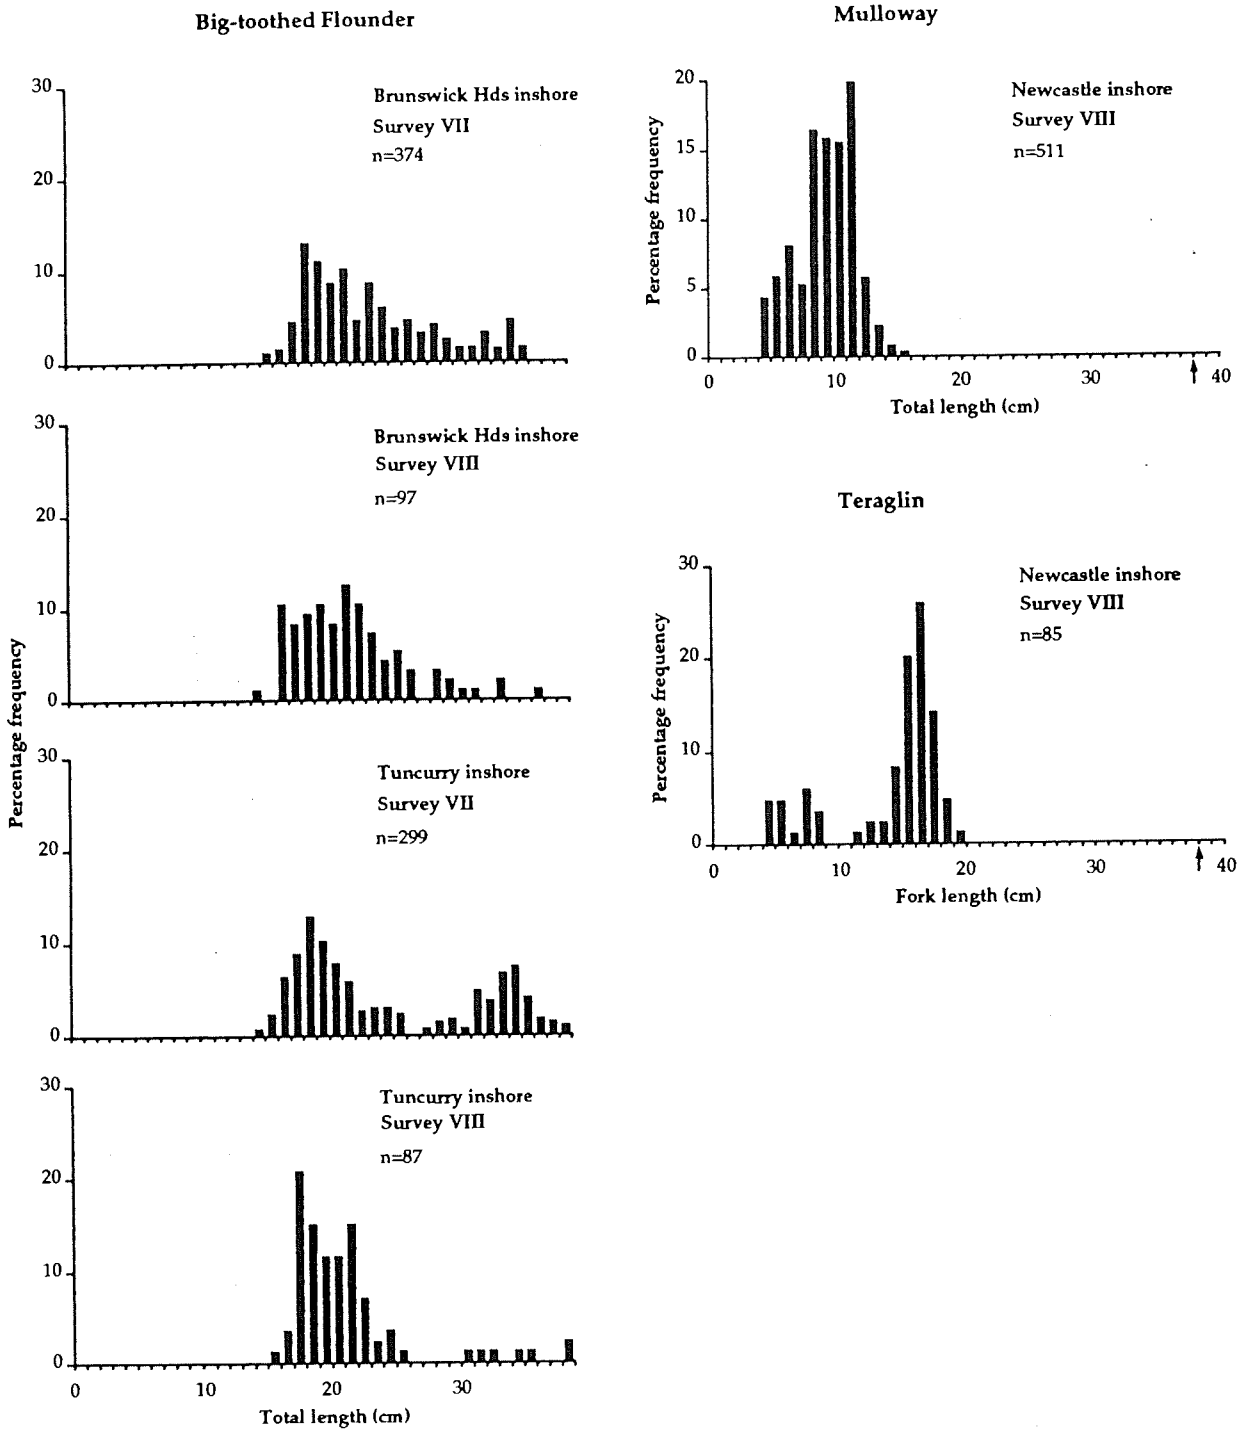 Big-toothed Flounder
30
20
10
0
Brunswick Hds inshore
Survey VII
n=374
30
20
10
0
Brunswick Hds inshore
Survey VIII
n=97
Percentage frequency
30
20
10
0
Tuncurry inshore
Survey VII
n=299
30
20
10
0
Tuncurry inshore
Survey VIII
n=87
0 10 20 30
Total length (cm)
Mulloway
Percentage frequency
20
15
10
5
0
Newcastle inshore
Survey VIII
n=511
0 10 20 30 40
Total length (cm)
Teraglin
Percentage frequency
30
20
10
0
Newcastle inshore
Survey VIII
n=85
0 10 20 30 40
Fork length (cm)